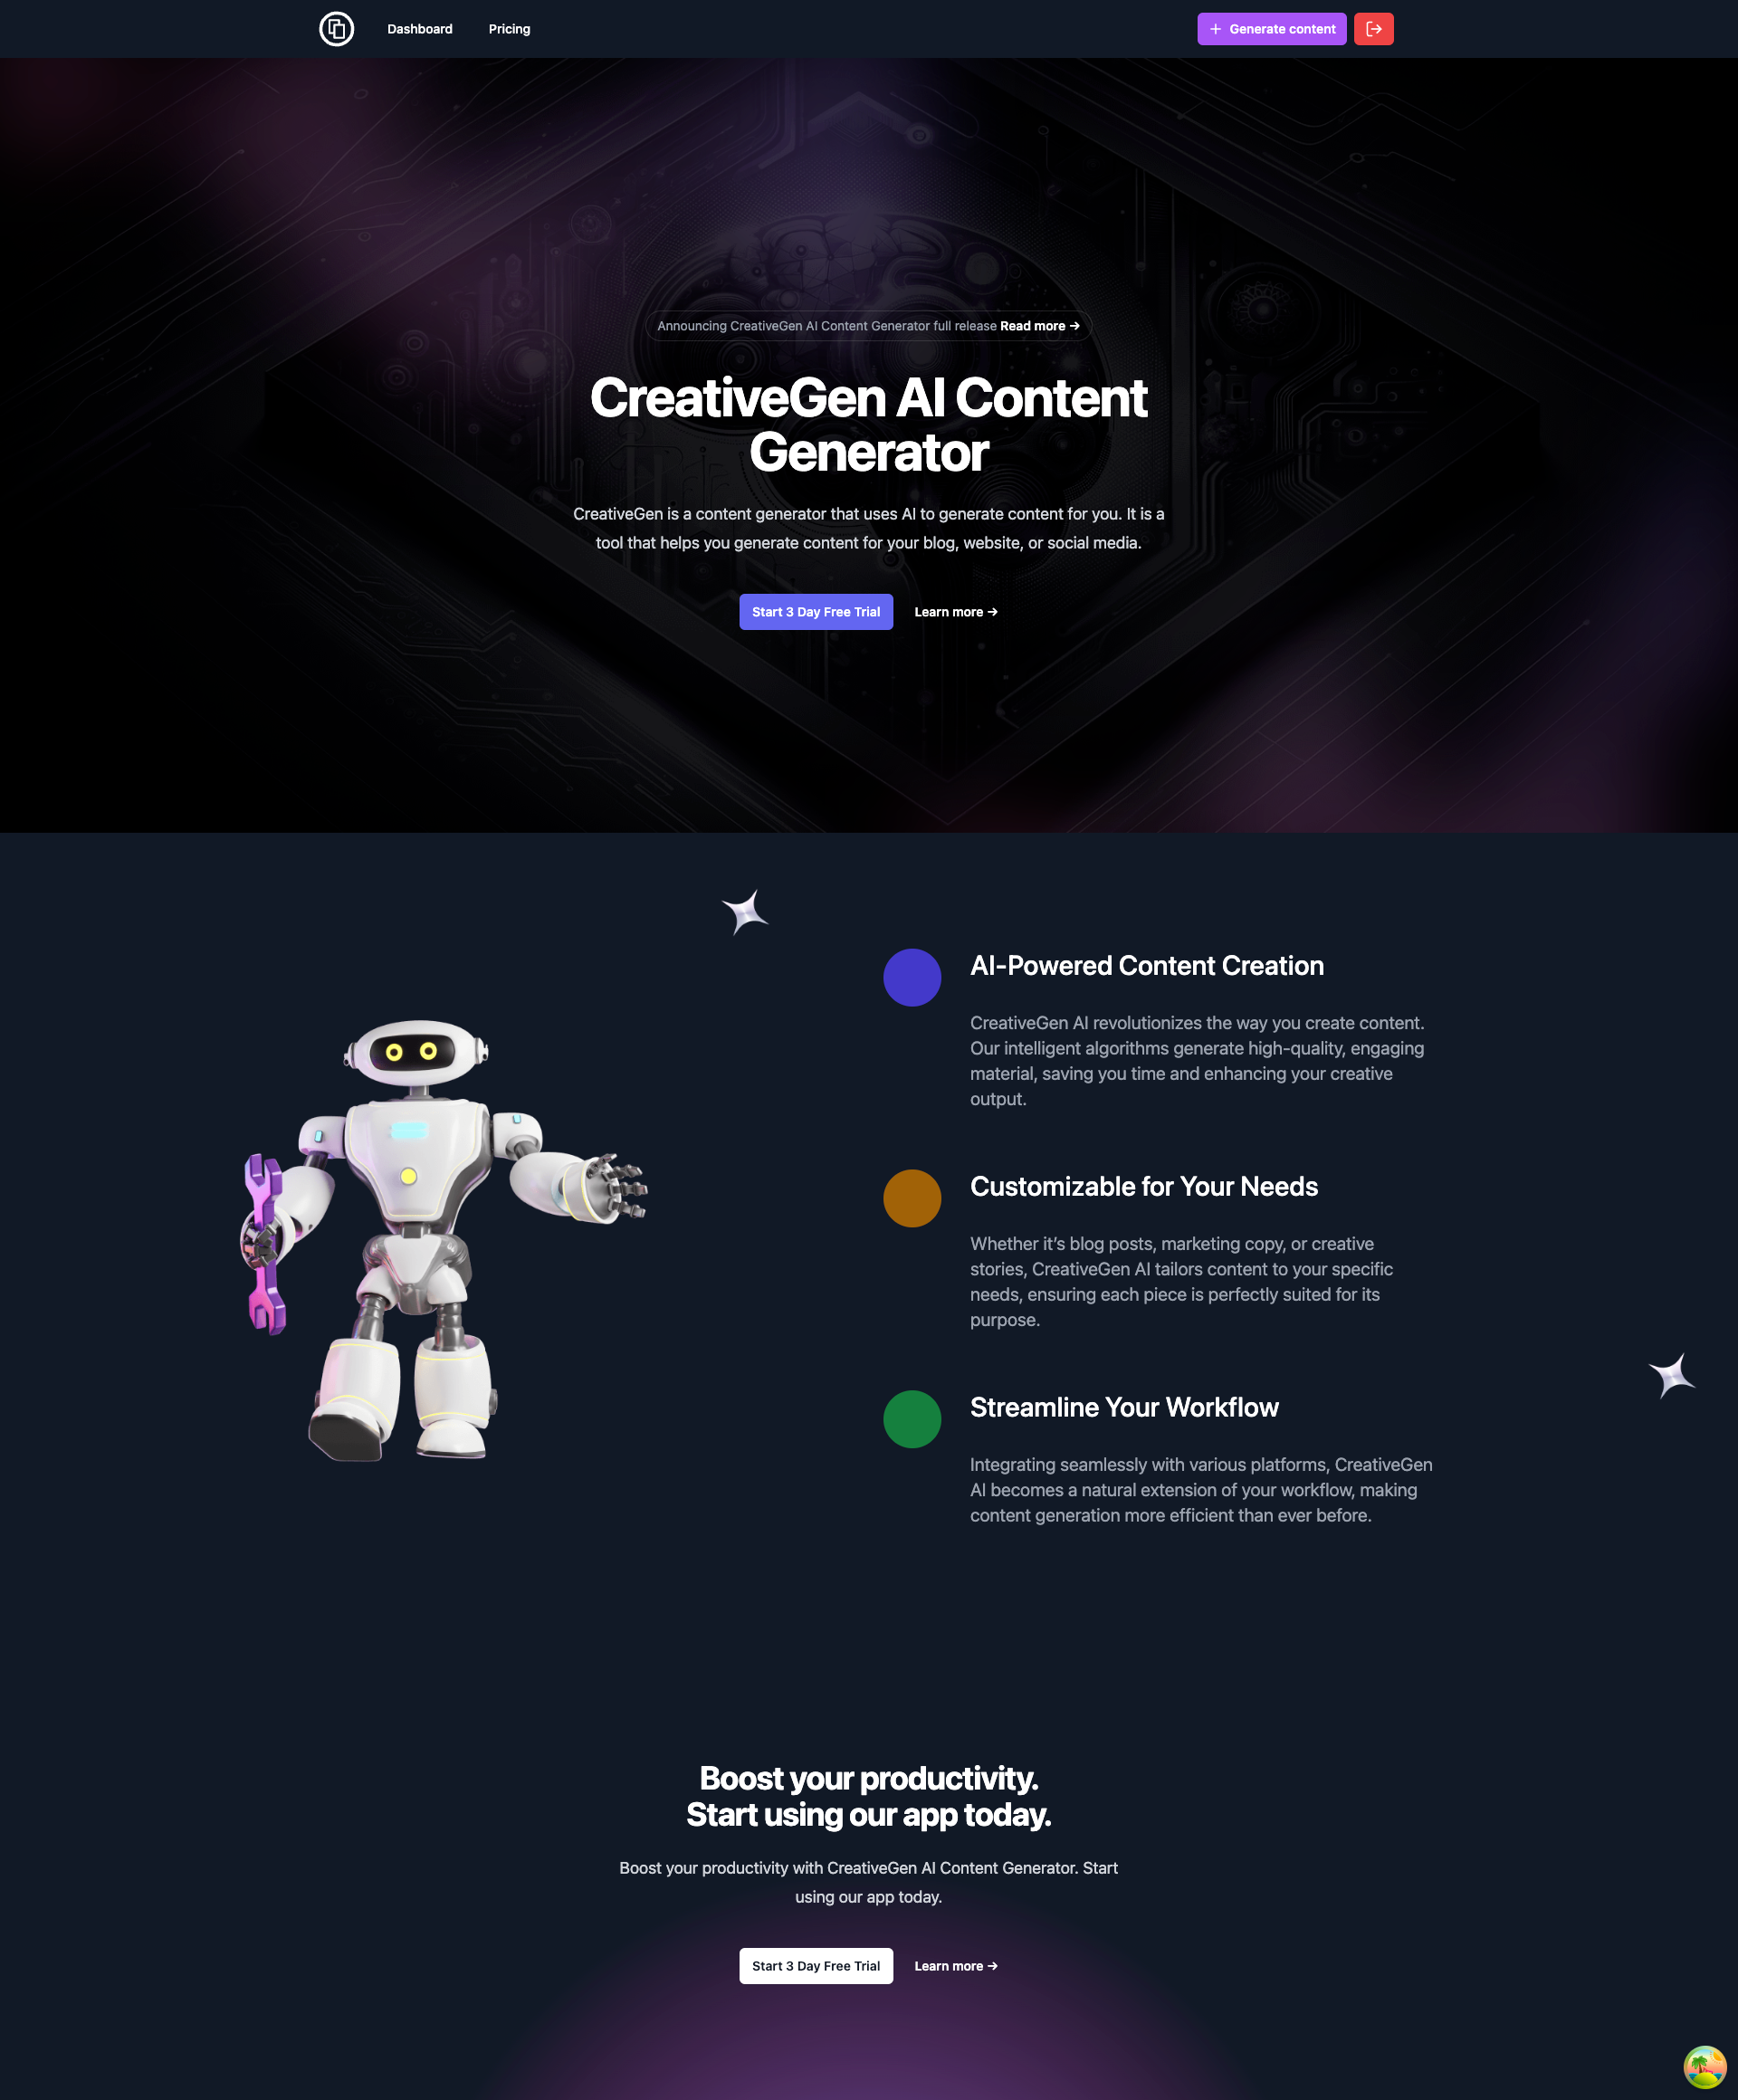 Dashboard
Pricing
Generate content
Announcing CreativeGen AI Content Generator full release Read more →
CreativeGen AI Content
Generator
CreativeGen is a content generator that uses AI to generate content for you. It is a
tool that helps you generate content for your blog, website, or social media.
Start 3 Day Free Trial
Learn more →
AI-Powered Content Creation
CreativeGen AI revolutionizes the way you create content.
Our intelligent algorithms generate high-quality, engaging
material, saving you time and enhancing your creative
output.
Customizable for Your Needs
Whether it’s blog posts, marketing copy, or creative
stories, CreativeGen AI tailors content to your specific
needs, ensuring each piece is perfectly suited for its
purpose.
Streamline Your Workflow
Integrating seamlessly with various platforms, CreativeGen
AI becomes a natural extension of your workflow, making
content generation more efficient than ever before.
Boost your productivity.
Start using our app today.
Boost your productivity with CreativeGen AI Content Generator. Start
using our app today.
Start 3 Day Free Trial
Learn more →